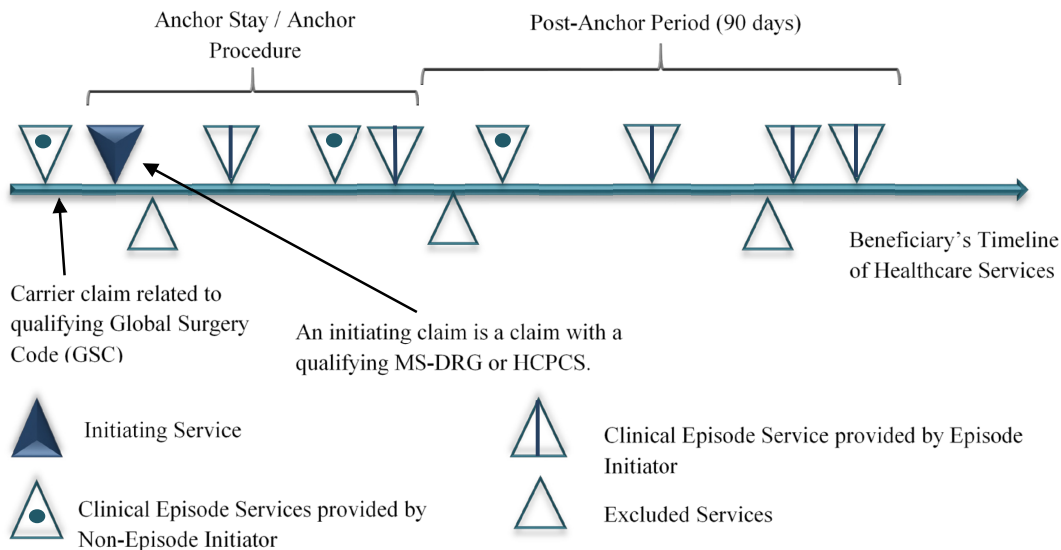 Anchor Stay / Anchor
Procedure
Post-Anchor Period (90 days)
Beneficiary's Timeline
of Healthcare Services
Carrier claim related to
qualifying Global Surgery
Code (GSC)
An initiating claim is a claim with a
qualifying MS-DRG or HCPCS.
Initiating Service
Clinical Episode Service provided by Episode
Initiator
Clinical Episode Services provided by
Non-Episode Initiator
Excluded Services